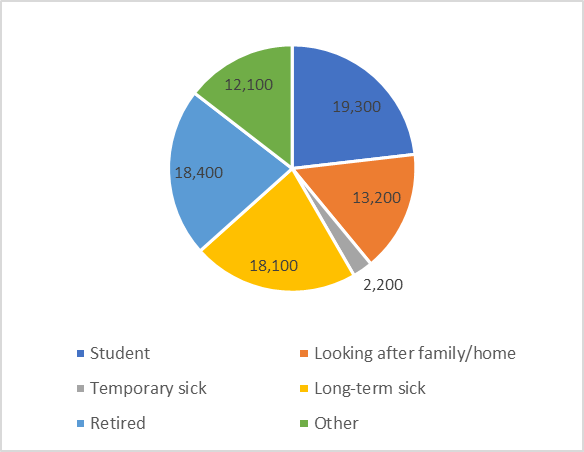 12,100
19,300
18,400
13,200
18,100
2,200
Student
Looking after family/home
Temporary sick
Long-term sick
Retired
Other